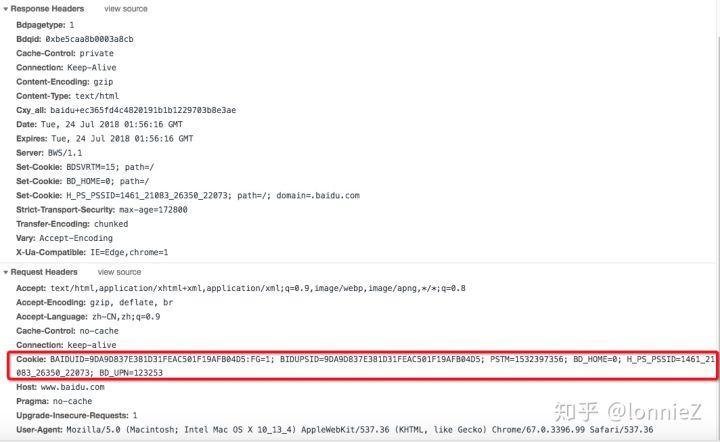 Response Headers view source
Bdpagetype: 1
Bdqid: 0xbe5caa8b0003a8cb
Cache-Control: private
Connection: Keep-Alive
Content-Encoding: gzip
Content-Type: text/html
Cxy_all: baidu+ec365fd4c4820191b1b1229703b8e3ae
Date: Tue, 24 Jul 2018 01:56:16 GMT
Expires: Tue, 24 Jul 2018 01:56:16 GMT
Server: BWS/1.1
Set-Cookie: BDSVRTM=15; path=/
Set-Cookie: BD_HOME=0; path=/
Set-Cookie: H_PS_PSSID=1461_21083_26350_22073; path=/; domain=.baidu.com
Strict-Transport-Security: max-age=172800
Transfer-Encoding: chunked
Vary: Accept-Encoding
X-Ua-Compatible: IE=Edge,chrome=1
Request Headers view source
Accept: text/html,application/xhtml+xml,application/xml;q=0.9,image/webp,image/apng,*/*;q=0.8
Accept-Encoding: gzip, deflate, br
Accept-Language: zh-CN,zh;q=0.9
Cache-Control: no-cache
Connection: keep-alive
Cookie: BAIDUID=9DA9D837E381D31FEAC501F19AFB04D5:FG=1; BIDUPSID=9DA9D837E381D31FEAC501F19AFB04D5; PSTM=1532397356; BD_HOME=0; H_PS_PSSID=1461_21
083_26350_22073; BD_UPN=123253
Host: www.baidu.com
Pragma: no-cache
Upgrade-Insecure-Requests: 1
User-Agent: Mozilla/5.0 (Macintosh; Intel Mac OS X 10_13_4) AppleWebKit/537.36 (KHTML, like Gecko) Chrome/67.0.3396.99 Safari/537.36
知乎 @lonnieZ